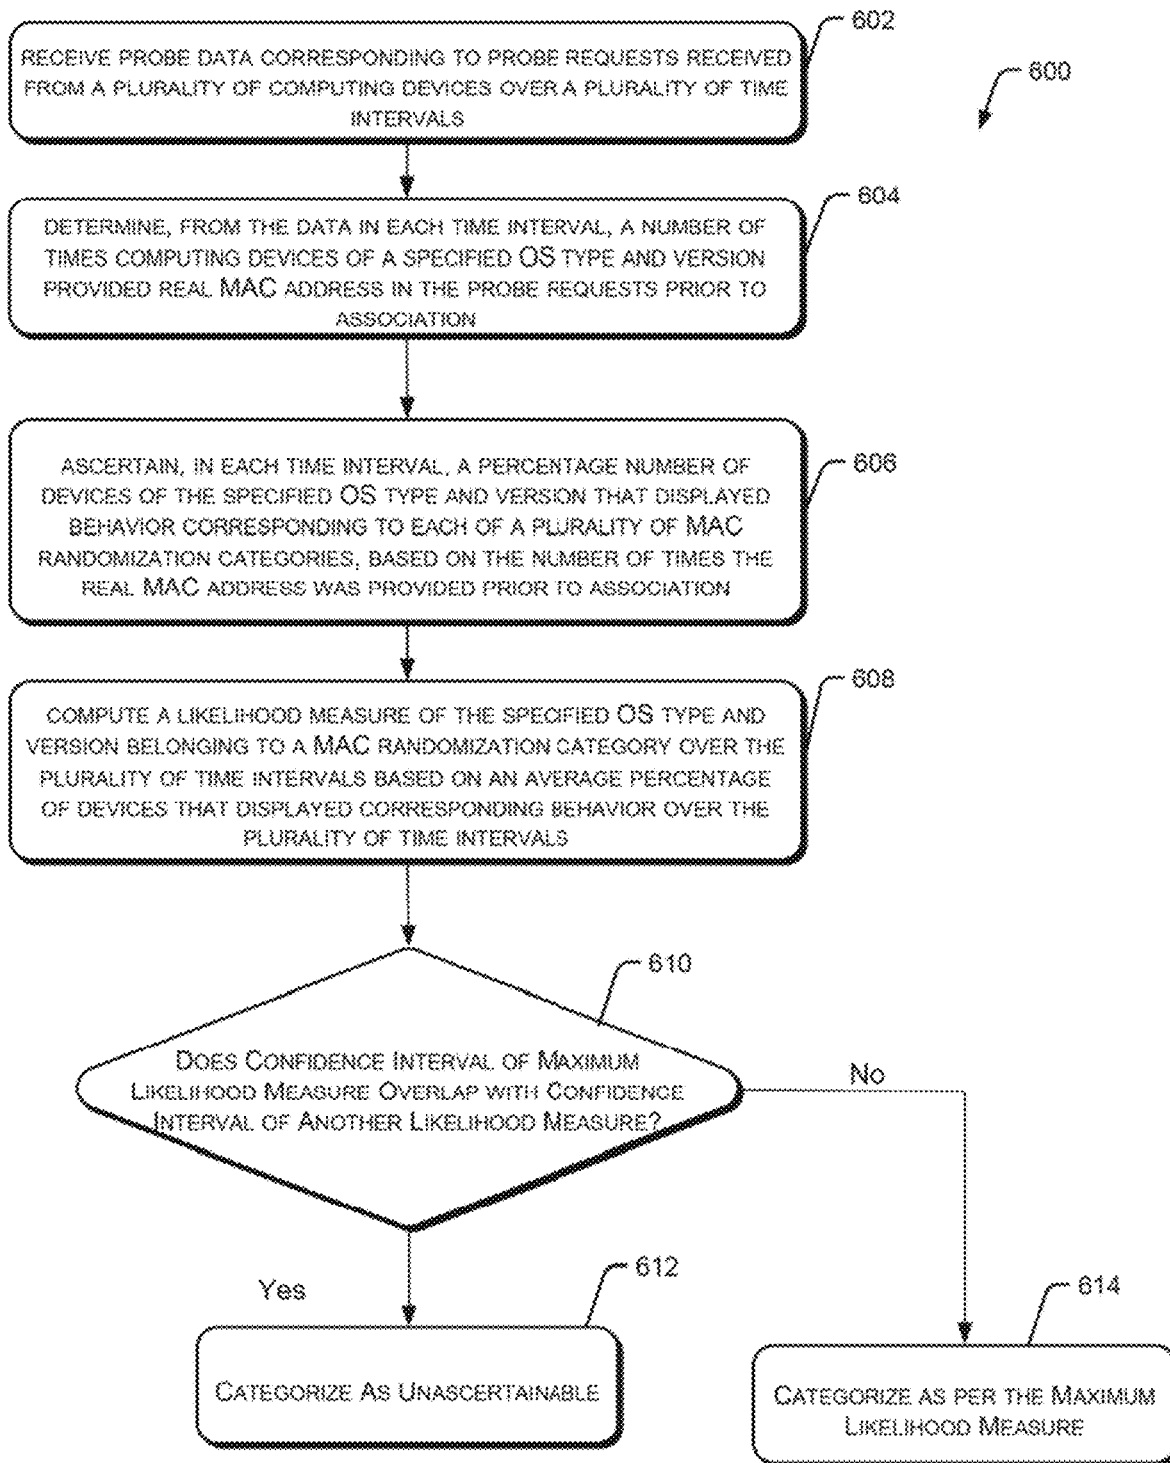 602
RECEIVE PROBE DATA CORRESPONDING TO PROBE REQUESTS RECEIVED
FROM A PLURALITY OF COMPUTING DEVICES OVER A PLURALITY OF TIME
INTERVALS
600
604
DETERMINE, FROM THE DATA IN EACH TIME INTERVAL, A NUMBER OF
TIMES COMPUTING DEVICES OF A SPECIFIED OS TYPE AND VERSION
PROVIDED REAL MAC ADDRESS IN THE PROBE REQUESTS PRIOR TO
ASSOCIATION
606
ASCERTAIN, IN EACH TIME INTERVAL, A PERCENTAGE NUMBER OF
DEVICES OF THE SPECIFIED OS TYPE AND VERSION THAT DISPLAYED
BEHAVIOR CORRESPONDING TO EACH OF A PLURALITY OF MAC
RANDOMIZATION CATEGORIES, BASED ON THE NUMBER OF TIMES THE
REAL MAC ADDRESS WAS PROVIDED PRIOR TO ASSOCIATION
608
COMPUTE A LIKELIHOOD MEASURE OF THE SPECIFIED OS TYPE AND
VERSION BELONGING TO A MAC RANDOMIZATION CATEGORY OVER THE
PLURALITY OF TIME INTERVALS BASED ON AN AVERAGE PERCENTAGE
OF DEVICES THAT DISPLAYED CORRESPONDING BEHAVIOR OVER THE
PLURALITY OF TIME INTERVALS
610
DOES CONFIDENCE INTERVAL OF MAXIMUM
LIKELIHOOD MEASURE OVERLAP WITH CONFIDENCE
INTERVAL OF ANOTHER LIKELIHOOD MEASURE?
No
Yes
612
CATEGORIZE AS UNASCERTAINABLE
614
CATEGORIZE AS PER THE MAXIMUM
LIKELIHOOD MEASURE